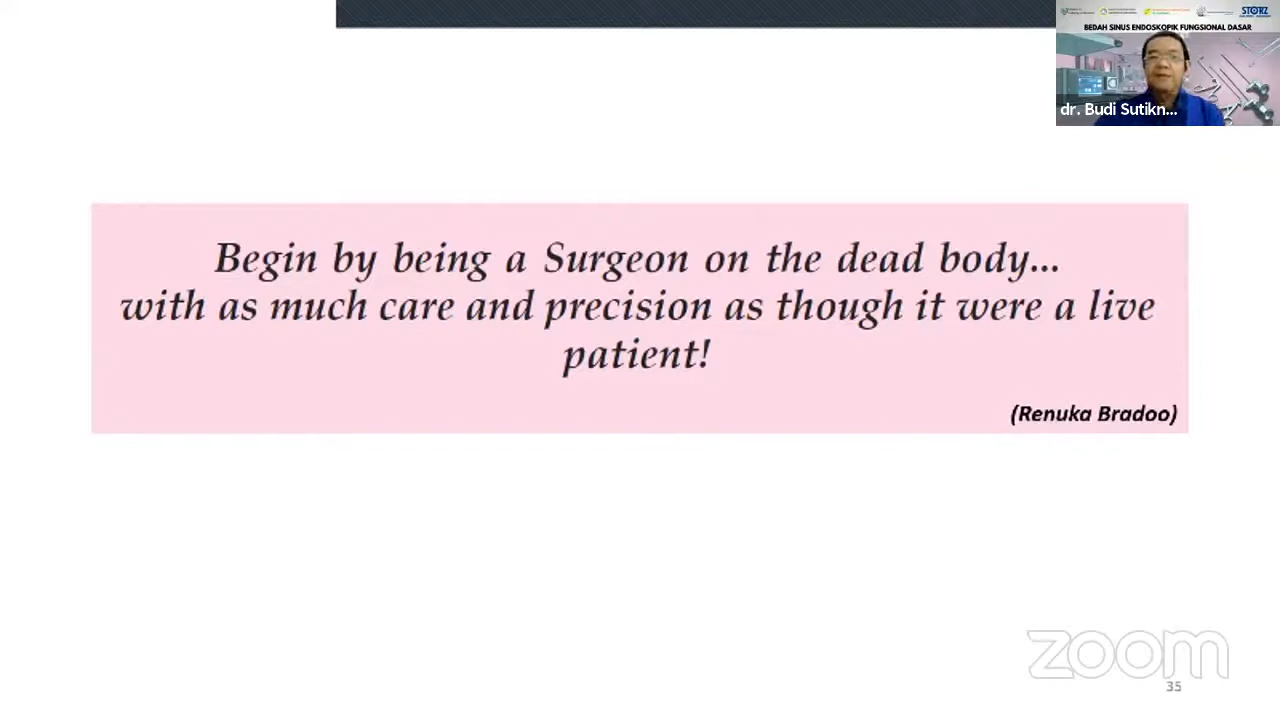 STORZ
BEDAH SINUS ENDOSKOPIK FUNGSIONAL DASAR
dr. Budi Sutikn...
Begin by being a Surgeon on the dead body...
with as much care and precision as though it were a live
patient!
(Renuka Bradoo)
zoom
35